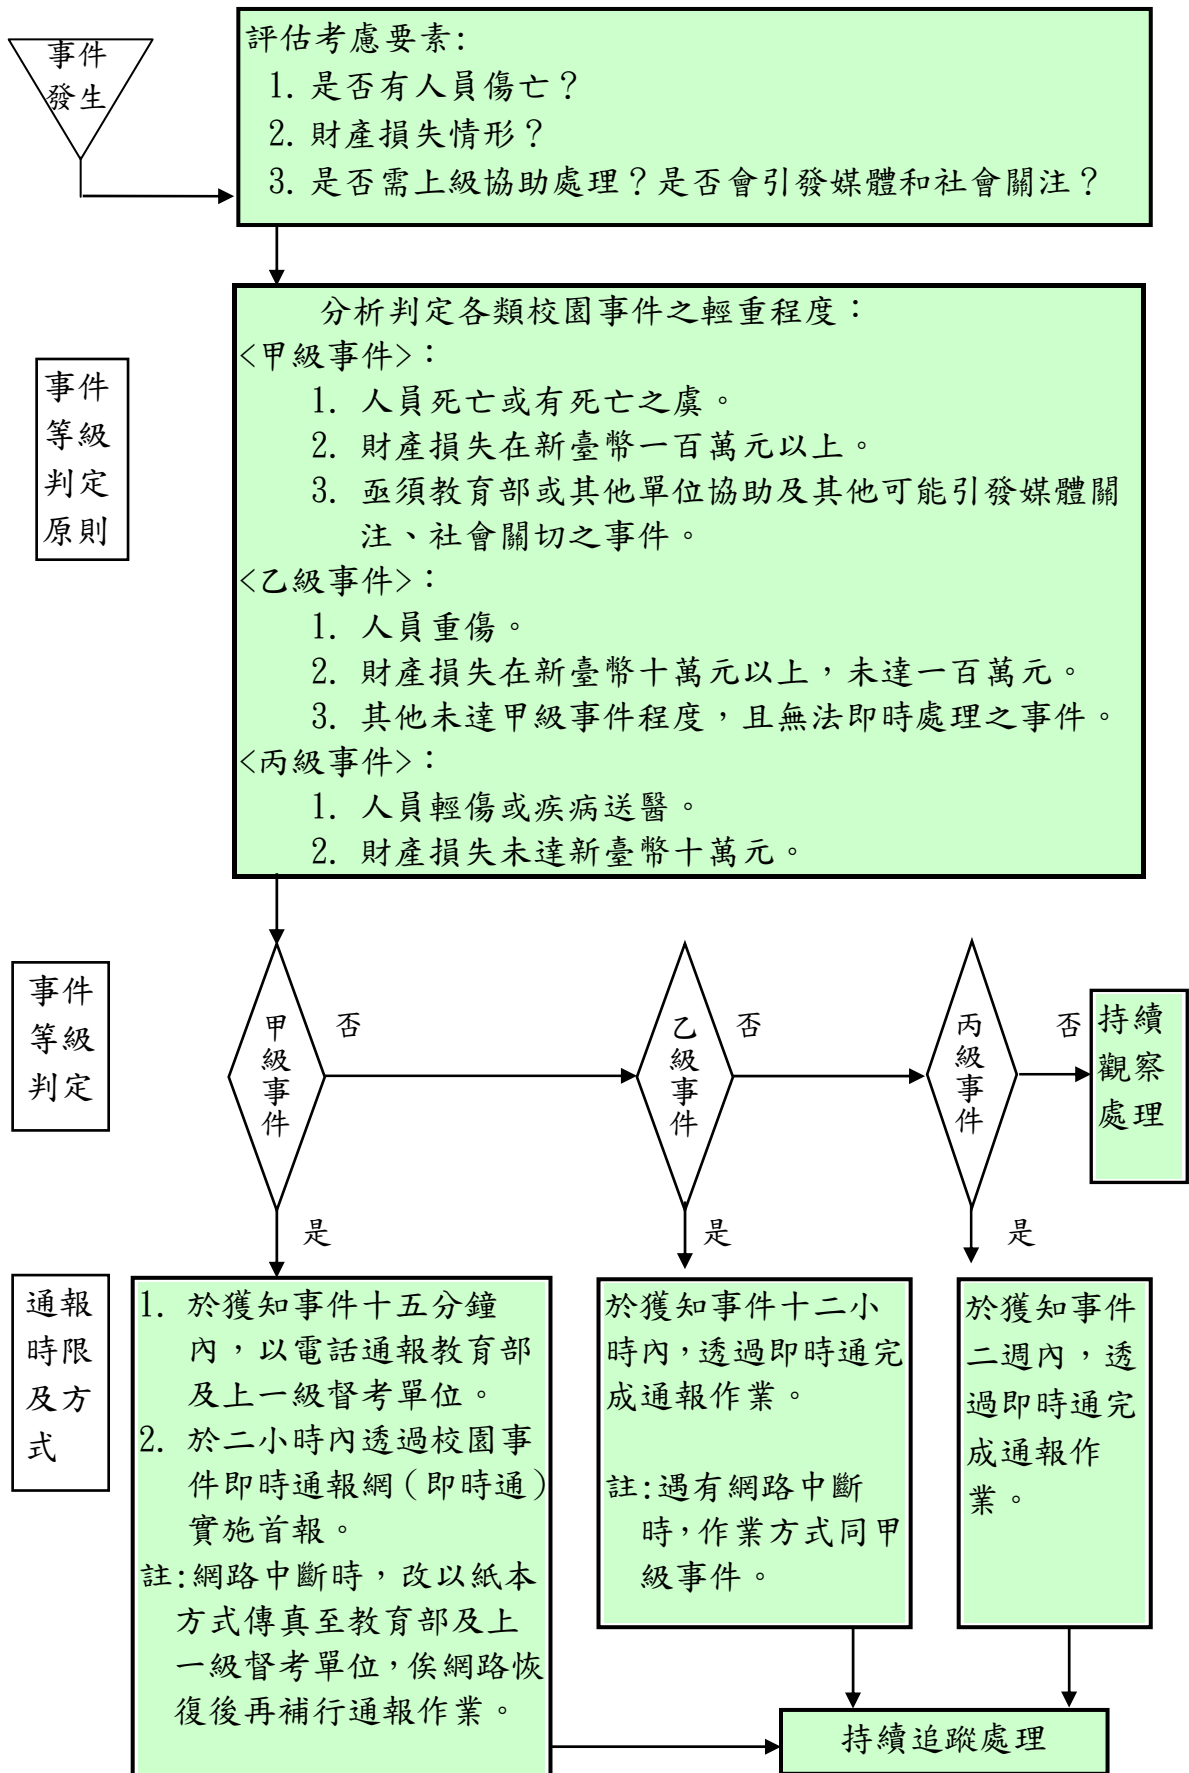 事件
發生
評估考慮要素:
1. 是否有人員傷亡？
2. 財產損失情形？
3. 是否需上級協助處理？是否會引發媒體和社會關注？
事件
等級
判定
原則
分析判定各類校園事件之輕重程度：
<甲級事件>：
1. 人員死亡或有死亡之虞。
2. 財產損失在新臺幣一百萬元以上。
3. 亟須教育部或其他單位協助及其他可能引發媒體關
注、社會關切之事件。
<乙級事件>：
1. 人員重傷。
2. 財產損失在新臺幣十萬元以上，未達一百萬元。
3. 其他未達甲級事件程度，且無法即時處理之事件。
<丙級事件>：
1. 人員輕傷或疾病送醫。
2. 財產損失未達新臺幣十萬元。
事件
等級
判定
甲級事件
否
乙級事件
否
丙級事件
否
持續
觀察
處理
是
是
是
通報
時限
及方
式
1. 於獲知事件十五分鐘
內，以電話通報教育部
及上一級督考單位。
2. 於二小時內透過校園事
件即時通報網（即時通）
實施首報。
註:網路中斷時，改以紙本
方式傳真至教育部及上
一級督考單位，俟網路恢
復後再補行通報作業。
於獲知事件十二小
時內，透過即時通完
成通報作業。
註:遇有網路中斷
時，作業方式同甲
級事件。
於獲知事件
二週內，透
過即時通完
成通報作
業。
持續追蹤處理